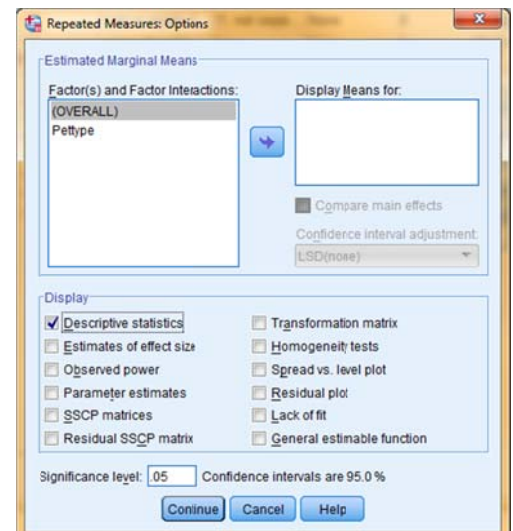 Repeated Measures: Options
Estimated Marginal Means
Factor(s) and Factor Interactions:
(OVERALL)
Pettype
Display Means for:
Compare main effects
Confidence interval adjustment:
LSD(none)
Display
Descriptive statistics
Estimates of effect size
Observed power
Parameter estimates
SSCP matrices
Residual SSCP matrix
Transformation matrix
Homogeneity tests
Spread vs. level plot
Residual plot
Lack of fit
General estimable function
Significance level: .05 Confidence intervals are 95.0 %
Continue Cancel Help